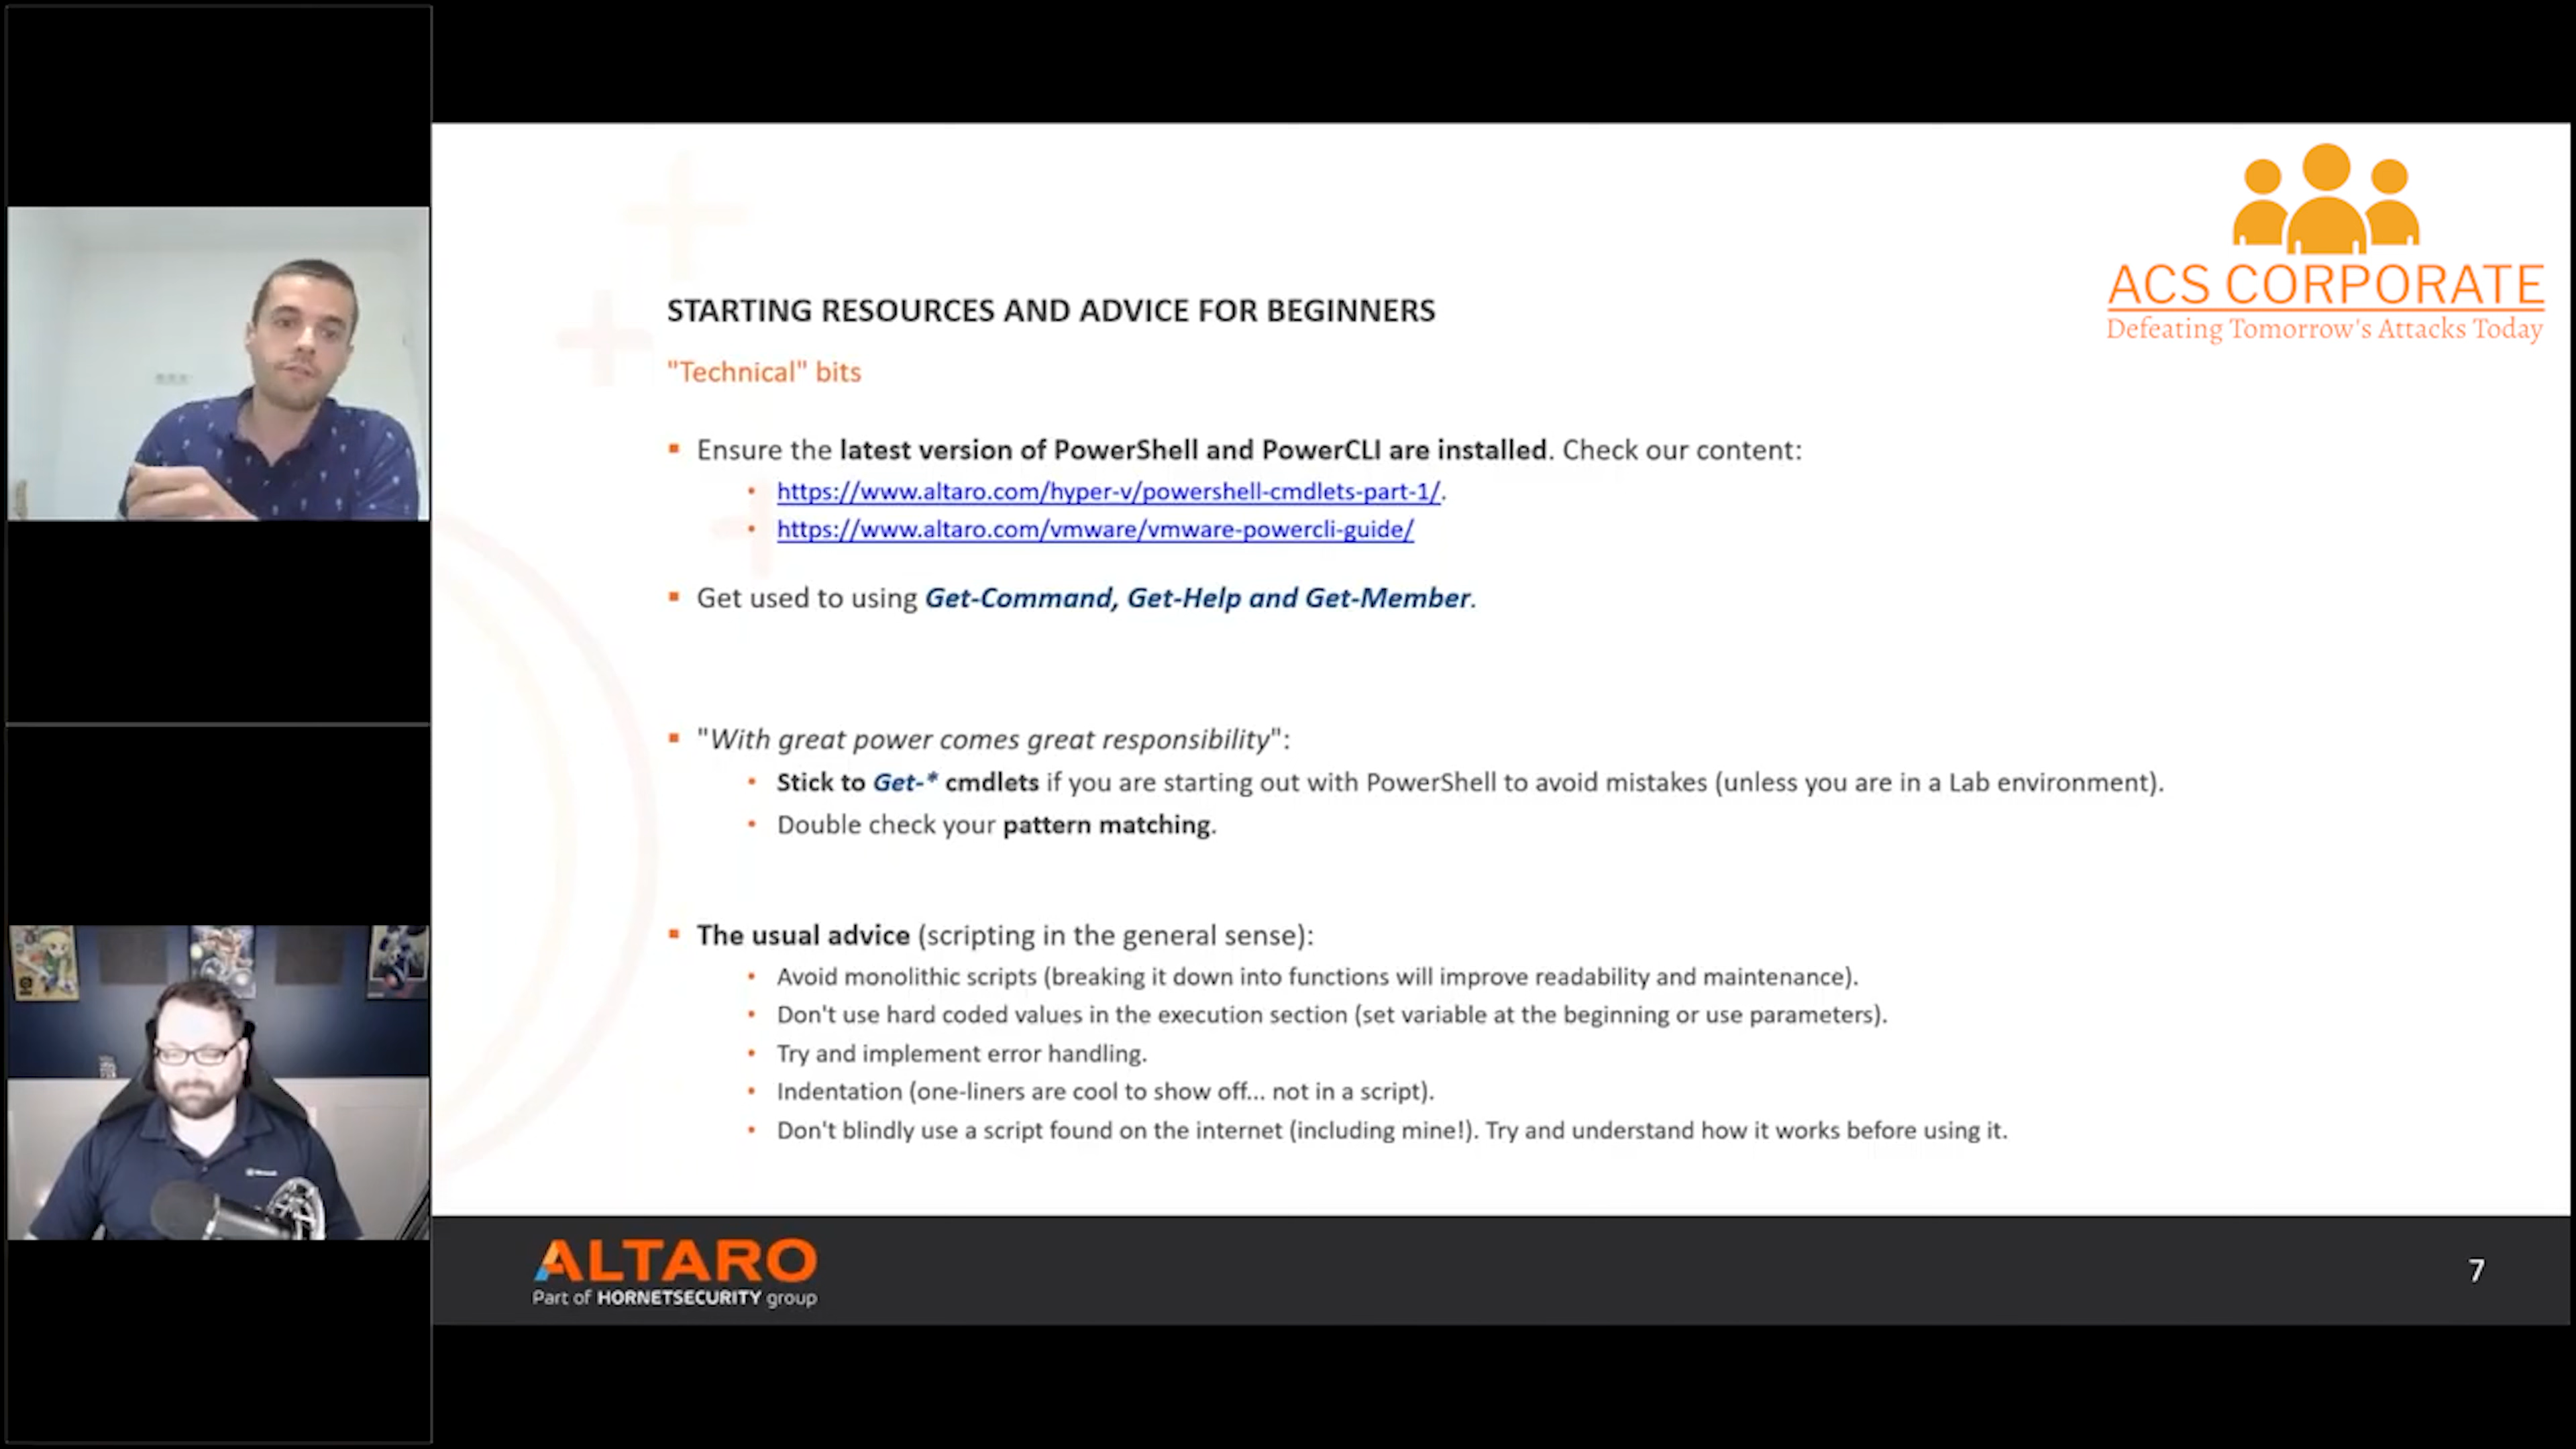 ACS CORPORATE
Defeating Tomorrow's Attacks Today
STARTING RESOURCES AND ADVICE FOR BEGINNERS
"Technical" bits
▪ Ensure the latest version of PowerShell and PowerCLI are installed. Check our content:
• https://www.altaro.com/hyper-v/powershell-cmdlets-part-1/.
• https://www.altaro.com/vmware/vmware-powercli-guide/
▪ Get used to using Get-Command, Get-Help and Get-Member.
▪ "With great power comes great responsibility":
• Stick to Get-* cmdlets if you are starting out with PowerShell to avoid mistakes (unless you are in a Lab environment).
• Double check your pattern matching.
▪ The usual advice (scripting in the general sense):
• Avoid monolithic scripts (breaking it down into functions will improve readability and maintenance).
• Don't use hard coded values in the execution section (set variable at the beginning or use parameters).
• Try and implement error handling.
• Indentation (one-liners are cool to show off... not in a script).
• Don't blindly use a script found on the internet (including mine!). Try and understand how it works before using it.
ALTARO
Part of HORNETSECURITY group
7